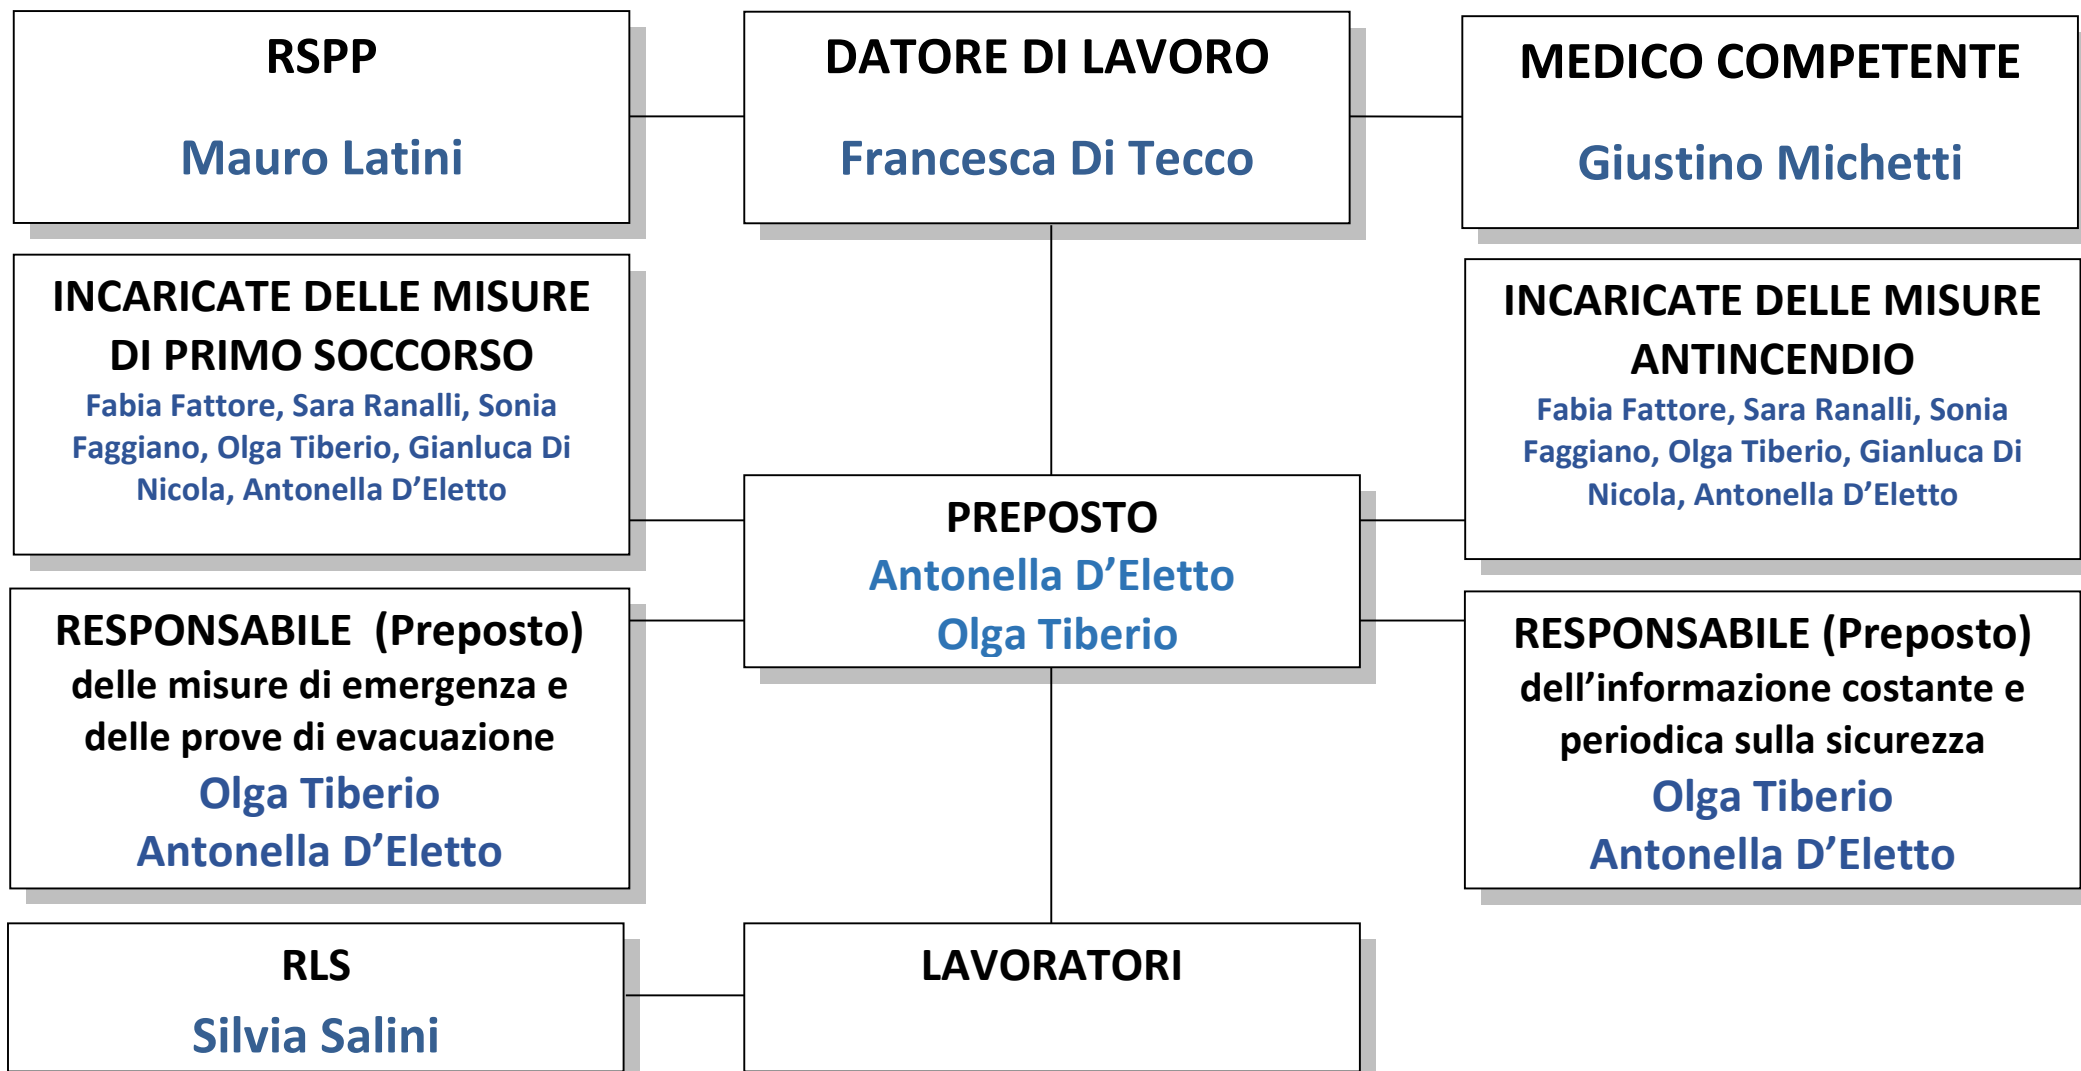 RSPP
Mauro Latini
DATORE DI LAVORO
Francesca Di Tecco
MEDICO COMPETENTE
Giustino Michetti
INCARICATE DELLE MISURE
DI PRIMO SOCCORSO
Fabia Fattore, Sara Ranalli, Sonia
Faggiano, Olga Tiberio, Gianluca Di
Nicola, Antonella D’Eletto
INCARICATE DELLE MISURE
ANTINCENDIO
Fabia Fattore, Sara Ranalli, Sonia
Faggiano, Olga Tiberio, Gianluca Di
Nicola, Antonella D’Eletto
PREPOSTO
Antonella D’Eletto
Olga Tiberio
RESPONSABILE (Preposto)
delle misure di emergenza e
delle prove di evacuazione
Olga Tiberio
Antonella D’Eletto
RESPONSABILE (Preposto)
dell’informazione costante e
periodica sulla sicurezza
Olga Tiberio
Antonella D’Eletto
RLS
Silvia Salini
LAVORATORI